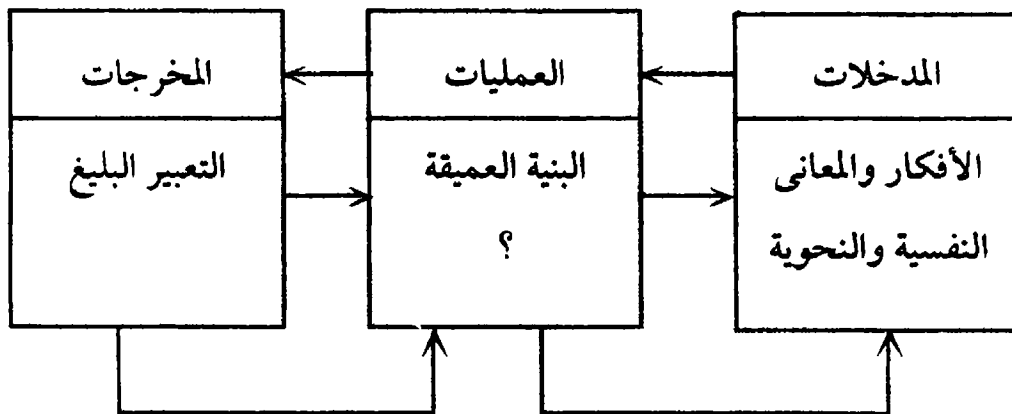 المدخلات
العمليات
المخرجات
الأفكار والمعانى
النفسية والنحوية
البنية العميقة
؟
التعبير البليغ